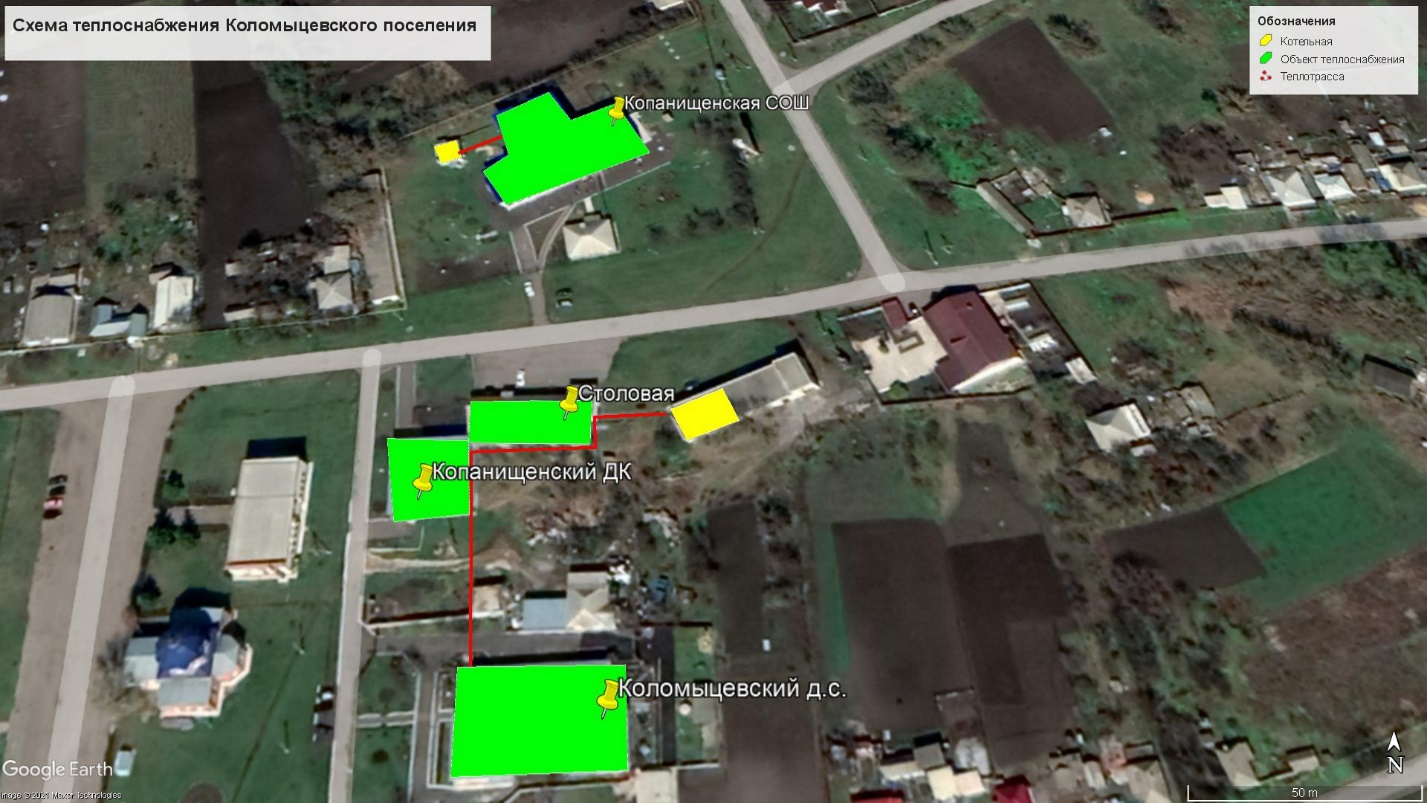 Схема теплоснабжения Коломыцевского поселения
Обозначения
Котельная
Объект теплоснабжения
Теплотрасса
Копанищенская СОШ
Столовая
Копанищенский ДК
Коломыцевский д.с.
Google Earth
N
50 m